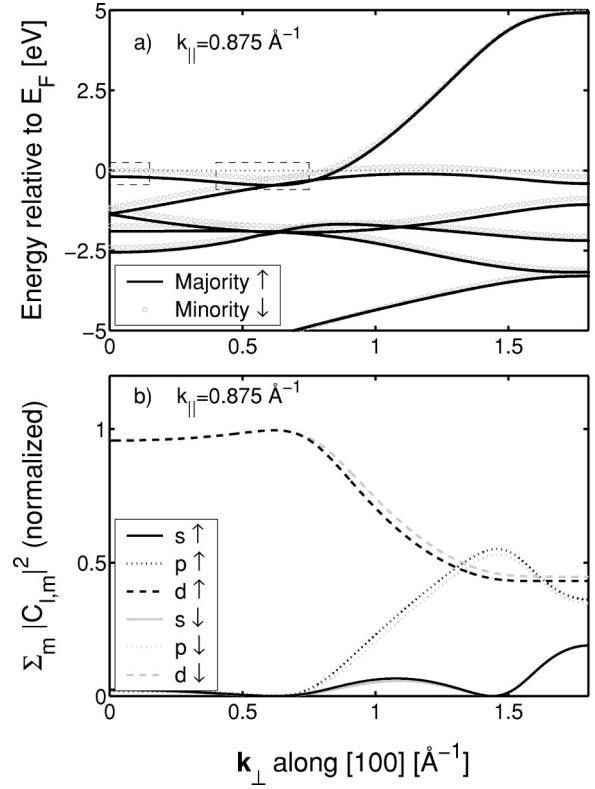 a) k||=0.875 Å⁻¹
Energy relative to E_F [eV]
5
2.5
0
−2.5
−5
Majority ↑
Minority ↓
0 0.5 1 1.5
b) k||=0.875 Å⁻¹
Σ_m |C_l,m|² (normalized)
1
0.5
0
s ↑
p ↑
d ↑
s ↓
p ↓
d ↓
0 0.5 1 1.5
k⊥ along [100] [Å⁻¹]